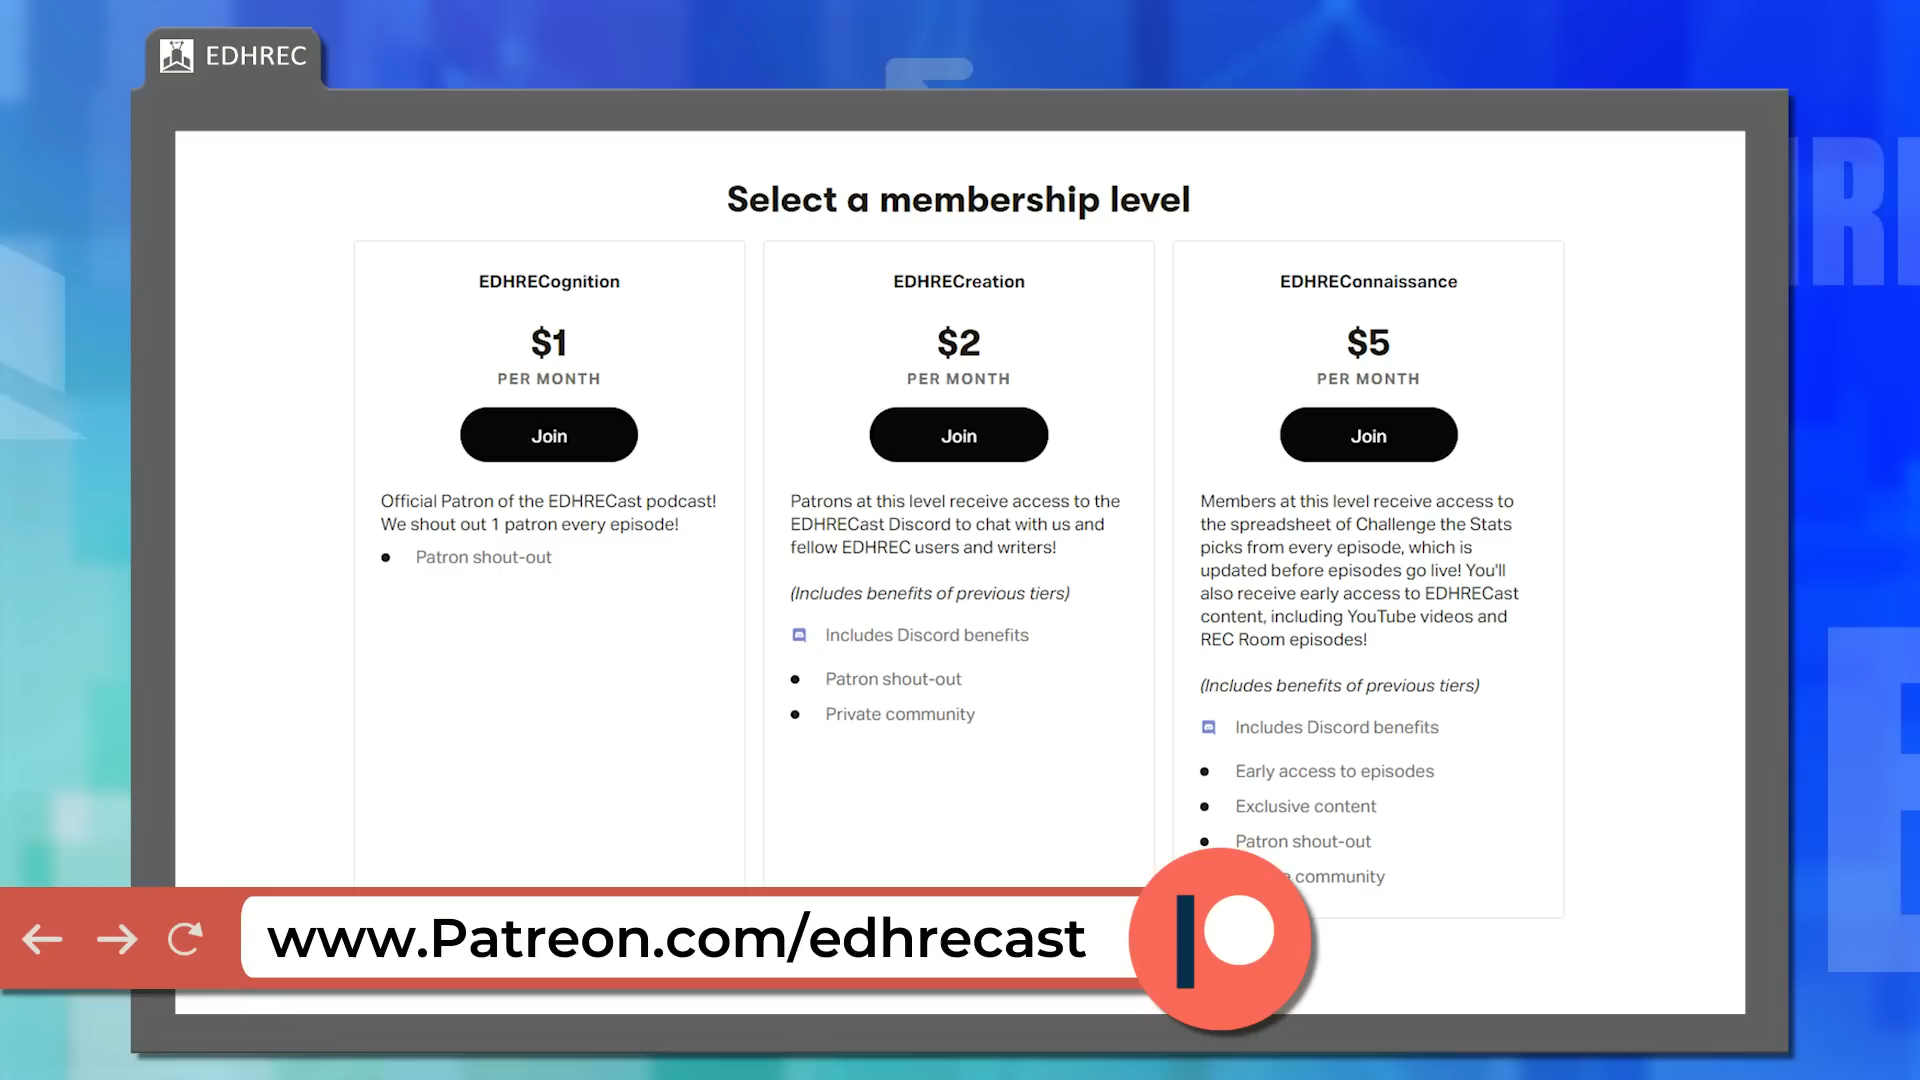 EDHREC
Select a membership level
EDHRECognition
$1
PER MONTH
Join
Official Patron of the EDHRECast podcast!
We shout out 1 patron every episode!
Patron shout-out
EDHRECreation
$2
PER MONTH
Join
Patrons at this level receive access to the
EDHRECast Discord to chat with us and
fellow EDHREC users and writers!
(Includes benefits of previous tiers)
Includes Discord benefits
Patron shout-out
Private community
EDHREConnaissance
$5
PER MONTH
Join
Members at this level receive access to
the spreadsheet of Challenge the Stats
picks from every episode, which is
updated before episodes go live! You'll
also receive early access to EDHRECast
content, including YouTube videos and
REC Room episodes!
(Includes benefits of previous tiers)
Includes Discord benefits
Early access to episodes
Exclusive content
Patron shout-out
community
www.Patreon.com/edhrecast